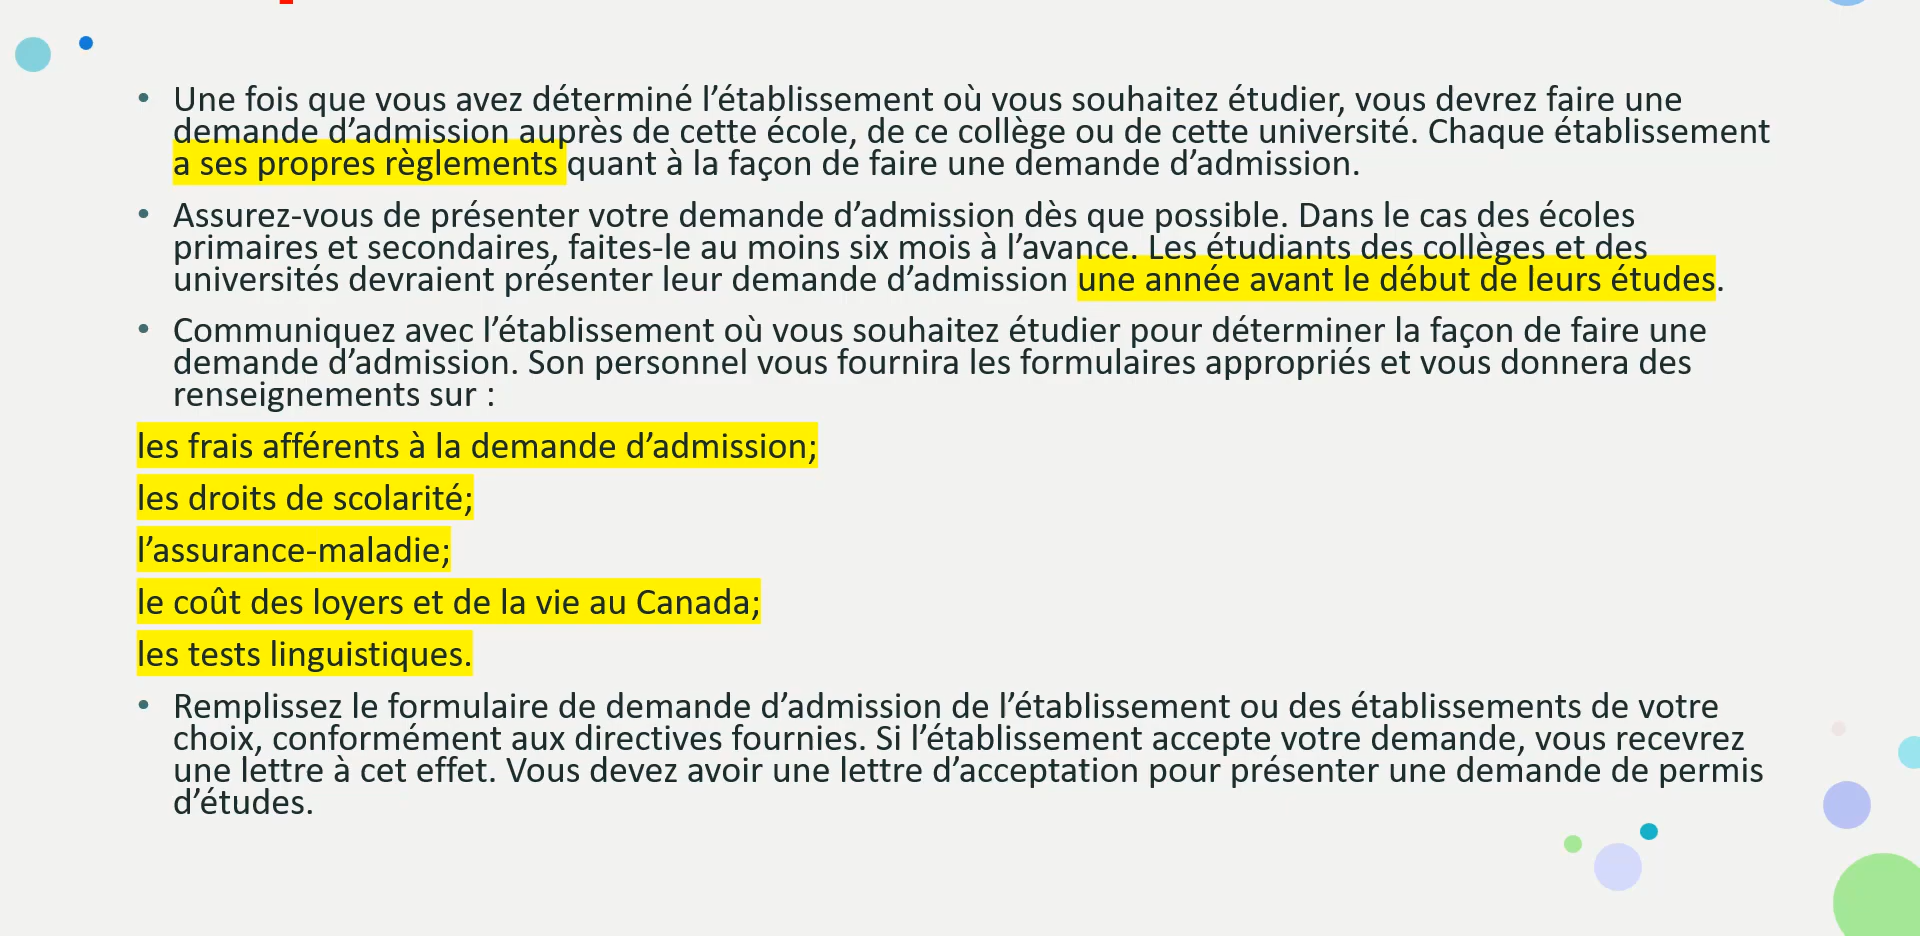 • Une fois que vous avez déterminé l’établissement où vous souhaitez étudier, vous devrez faire une
demande d’admission auprès de cette école, de ce collège ou de cette université. Chaque établissement
a ses propres règlements quant à la façon de faire une demande d’admission.
• Assurez-vous de présenter votre demande d’admission dès que possible. Dans le cas des écoles
primaires et secondaires, faites-le au moins six mois à l’avance. Les étudiants des collèges et des
universités devraient présenter leur demande d’admission une année avant le début de leurs études.
• Communiquez avec l’établissement où vous souhaitez étudier pour déterminer la façon de faire une
demande d’admission. Son personnel vous fournira les formulaires appropriés et vous donnera des
renseignements sur :
les frais afférents à la demande d’admission;
les droits de scolarité;
l’assurance-maladie;
le coût des loyers et de la vie au Canada;
les tests linguistiques.
• Remplissez le formulaire de demande d’admission de l’établissement ou des établissements de votre
choix, conformément aux directives fournies. Si l’établissement accepte votre demande, vous recevrez
une lettre à cet effet. Vous devez avoir une lettre d’acceptation pour présenter une demande de permis
d’études.